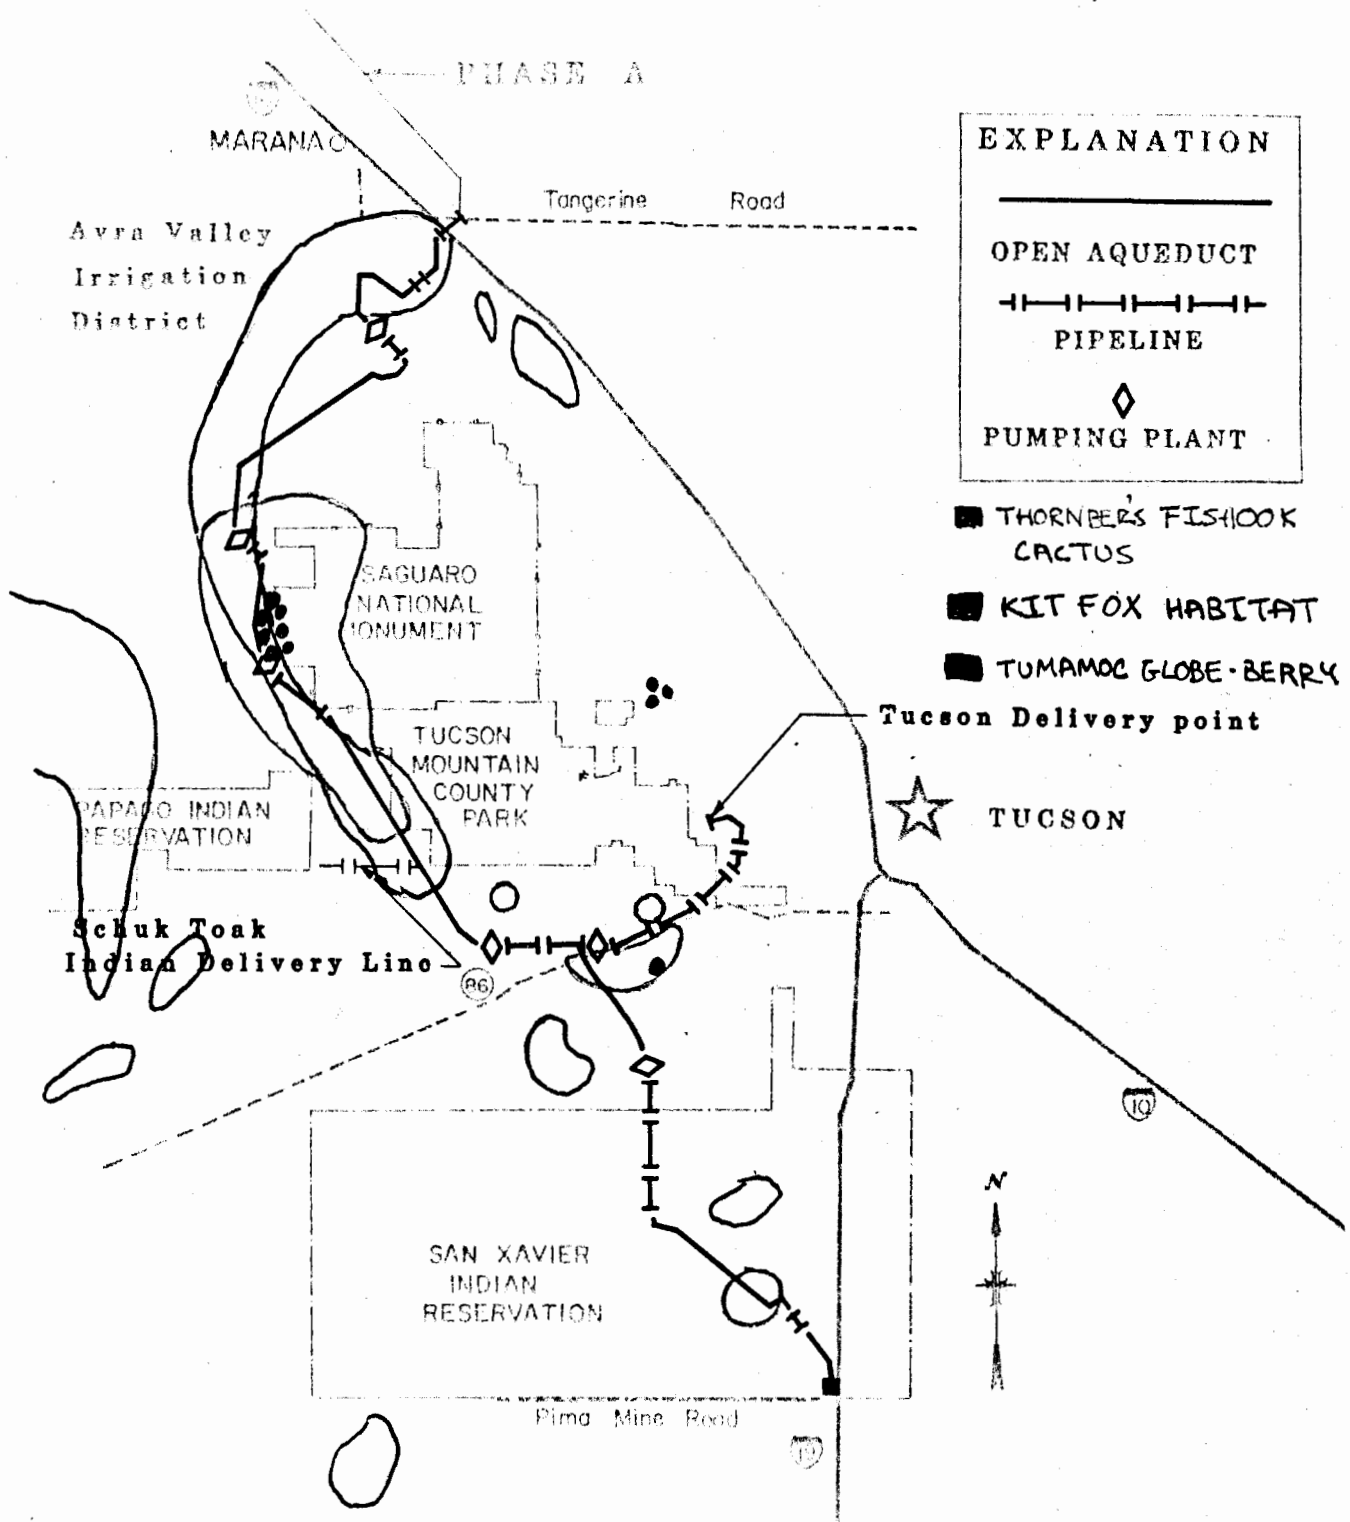 PHASE A
MARANA
Tangerine Road
Avra Valley
Irrigation
District
EXPLANATION
OPEN AQUEDUCT
PIPELINE
PUMPING PLANT
THORNBER'S FISHHOOK
CACTUS
KIT FOX HABITAT
TUMAMOC GLOBE-BERRY
SAGUARO
NATIONAL
MONUMENT
Tucson Delivery point
TUCSON
MOUNTAIN
COUNTY
PARK
TUCSON
PAPAGO INDIAN
RESERVATION
Schuk Toak
Indian Delivery Line
86
10
N
SAN XAVIER
INDIAN
RESERVATION
Pima Mine Road
19